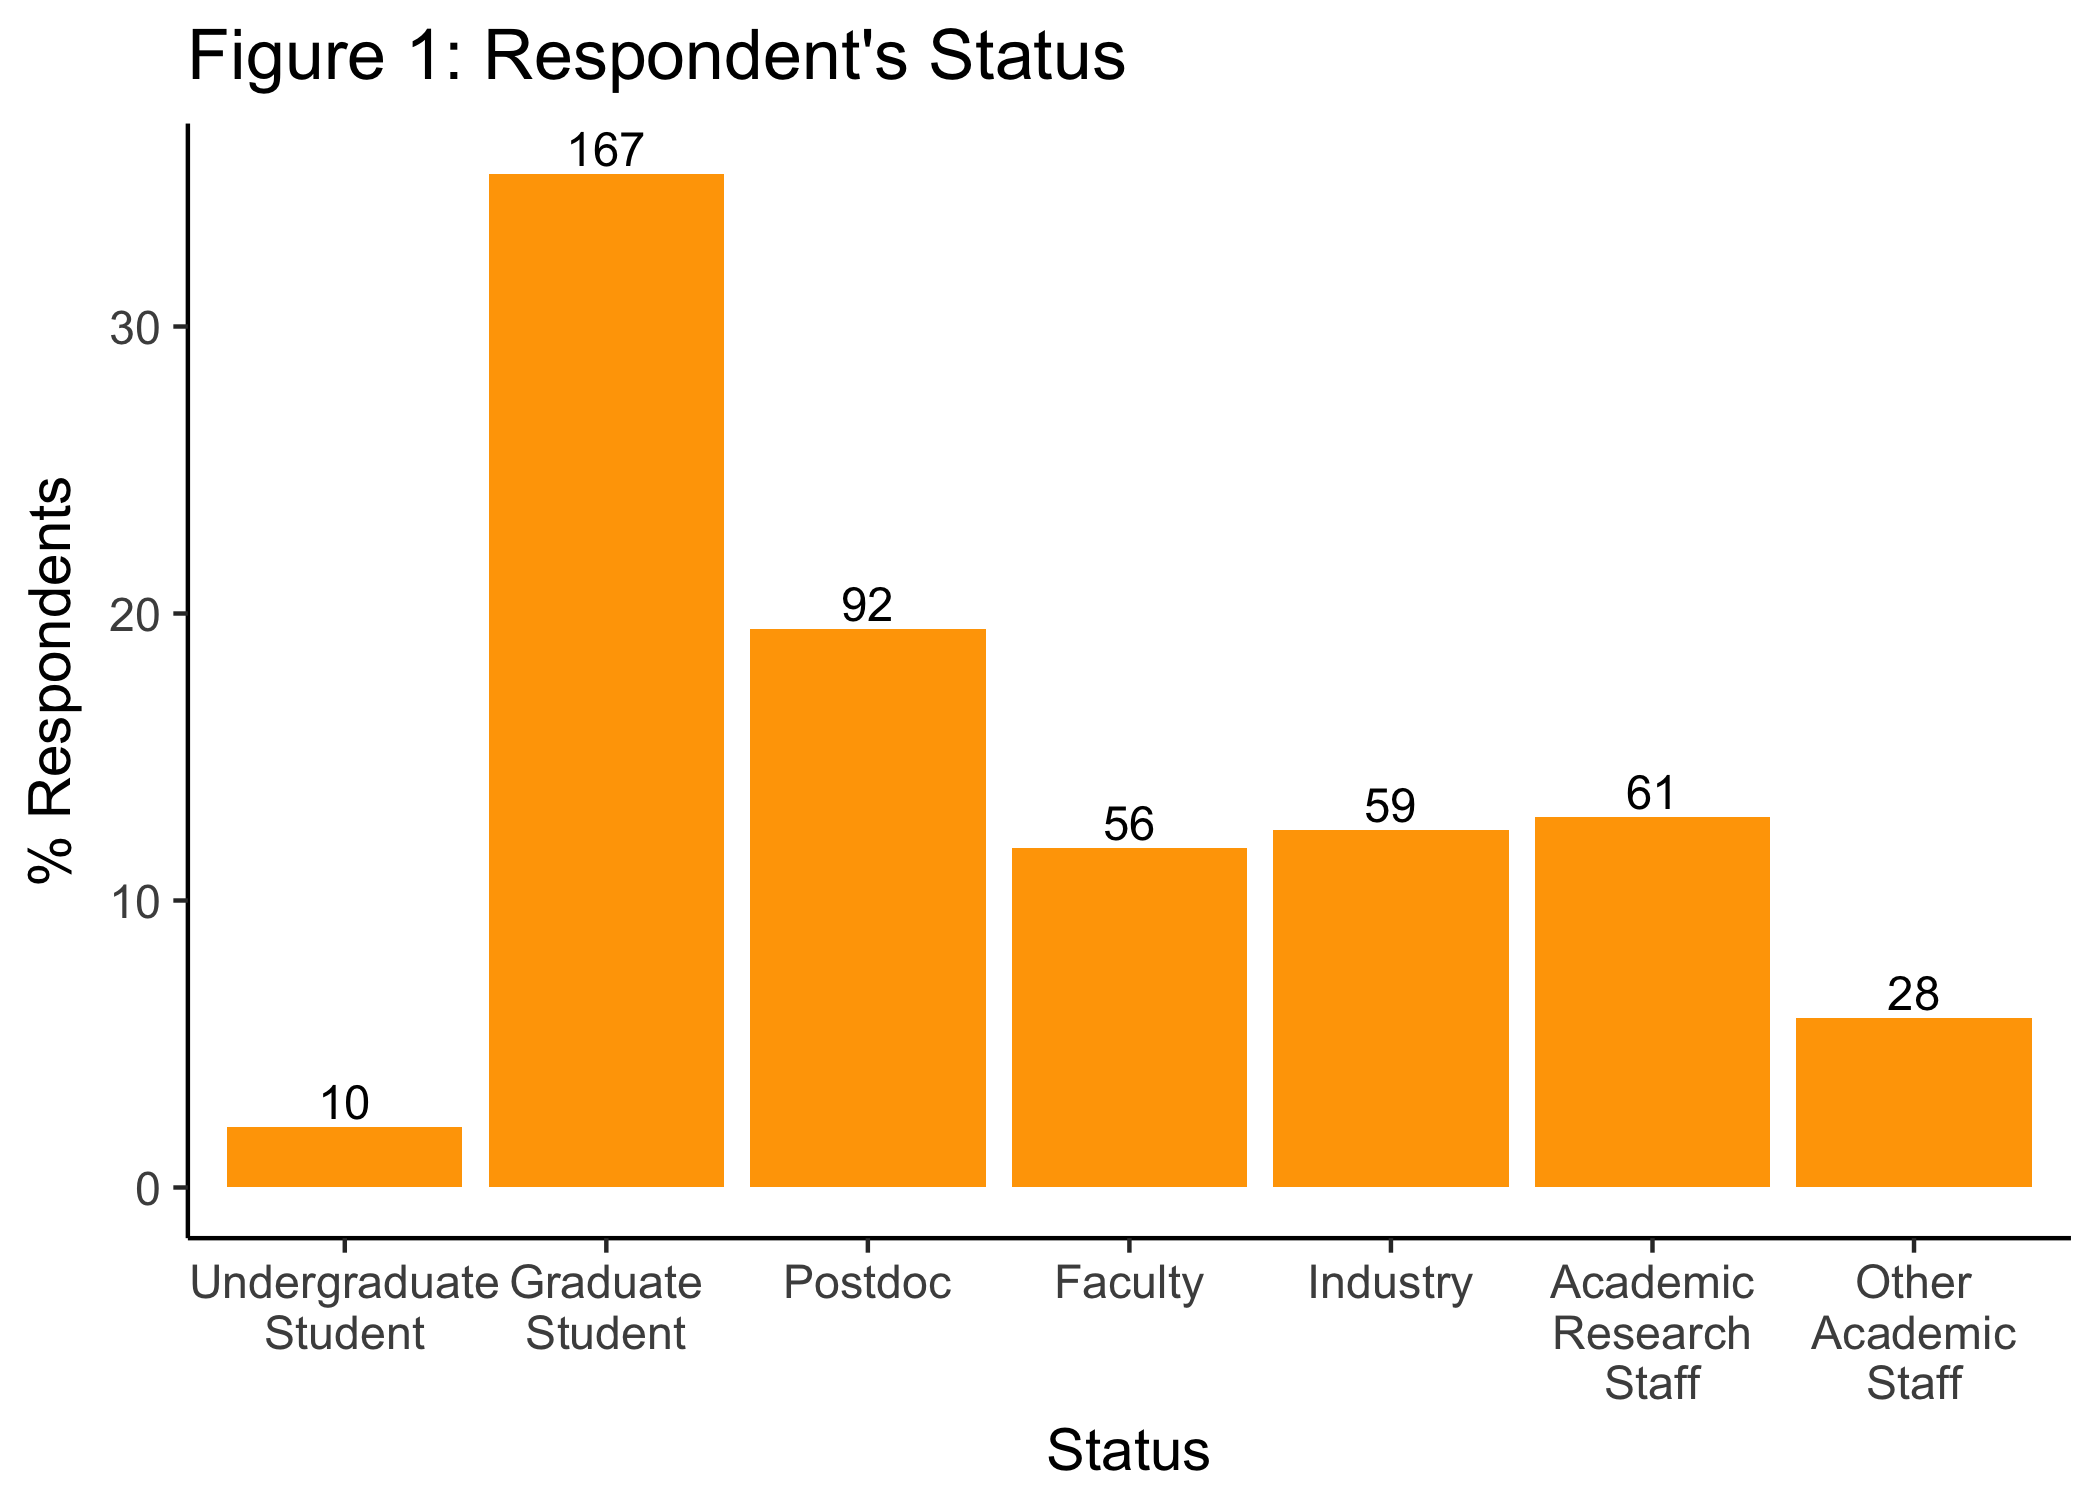 Figure 1: Respondent's Status
% Respondents
30
20
10
0
10
167
92
56
59
61
28
Undergraduate
Student
Graduate
Student
Postdoc
Faculty
Industry
Academic
Research
Staff
Other
Academic
Staff
Status